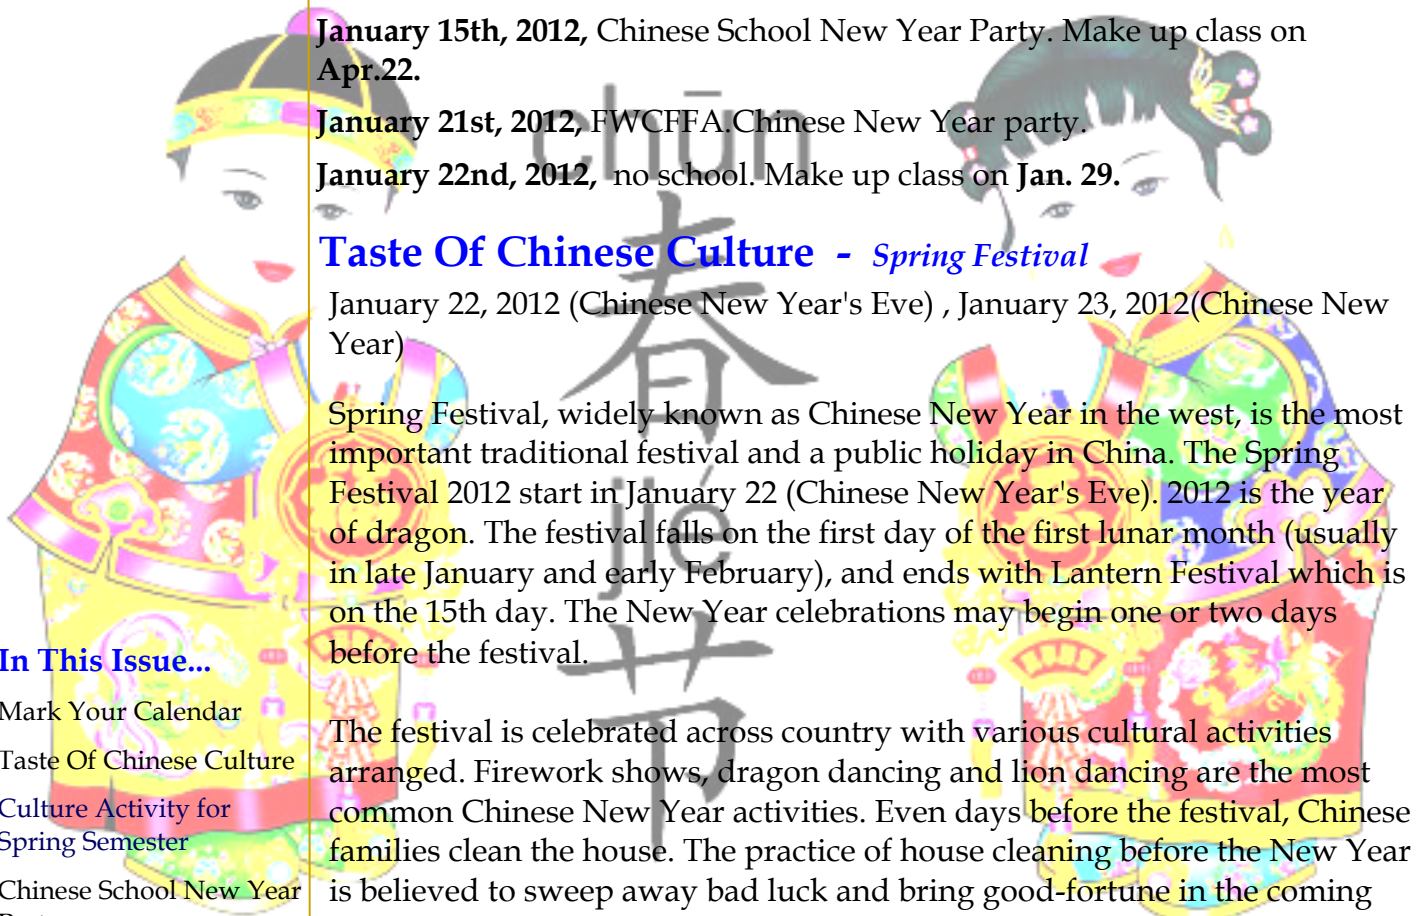 January 15th, 2012, Chinese School New Year Party. Make up class on
Apr.22.
January 21st, 2012, FWCFFA.Chinese New Year party.
January 22nd, 2012, no school. Make up class on Jan. 29.
Taste Of Chinese Culture - Spring Festival
January 22, 2012 (Chinese New Year's Eve) , January 23, 2012(Chinese New
Year)
Spring Festival, widely known as Chinese New Year in the west, is the most
important traditional festival and a public holiday in China. The Spring
Festival 2012 start in January 22 (Chinese New Year's Eve). 2012 is the year
of dragon. The festival falls on the first day of the first lunar month (usually
in late January and early February), and ends with Lantern Festival which is
on the 15th day. The New Year celebrations may begin one or two days
before the festival.
The festival is celebrated across country with various cultural activities
arranged. Firework shows, dragon dancing and lion dancing are the most
common Chinese New Year activities. Even days before the festival, Chinese
families clean the house. The practice of house cleaning before the New Year
is believed to sweep away bad luck and bring good-fortune in the coming
In This Issue...
Mark Your Calendar
Taste Of Chinese Culture
Culture Activity for
Spring Semester
Chinese School New Year
chūn
春
jié
节